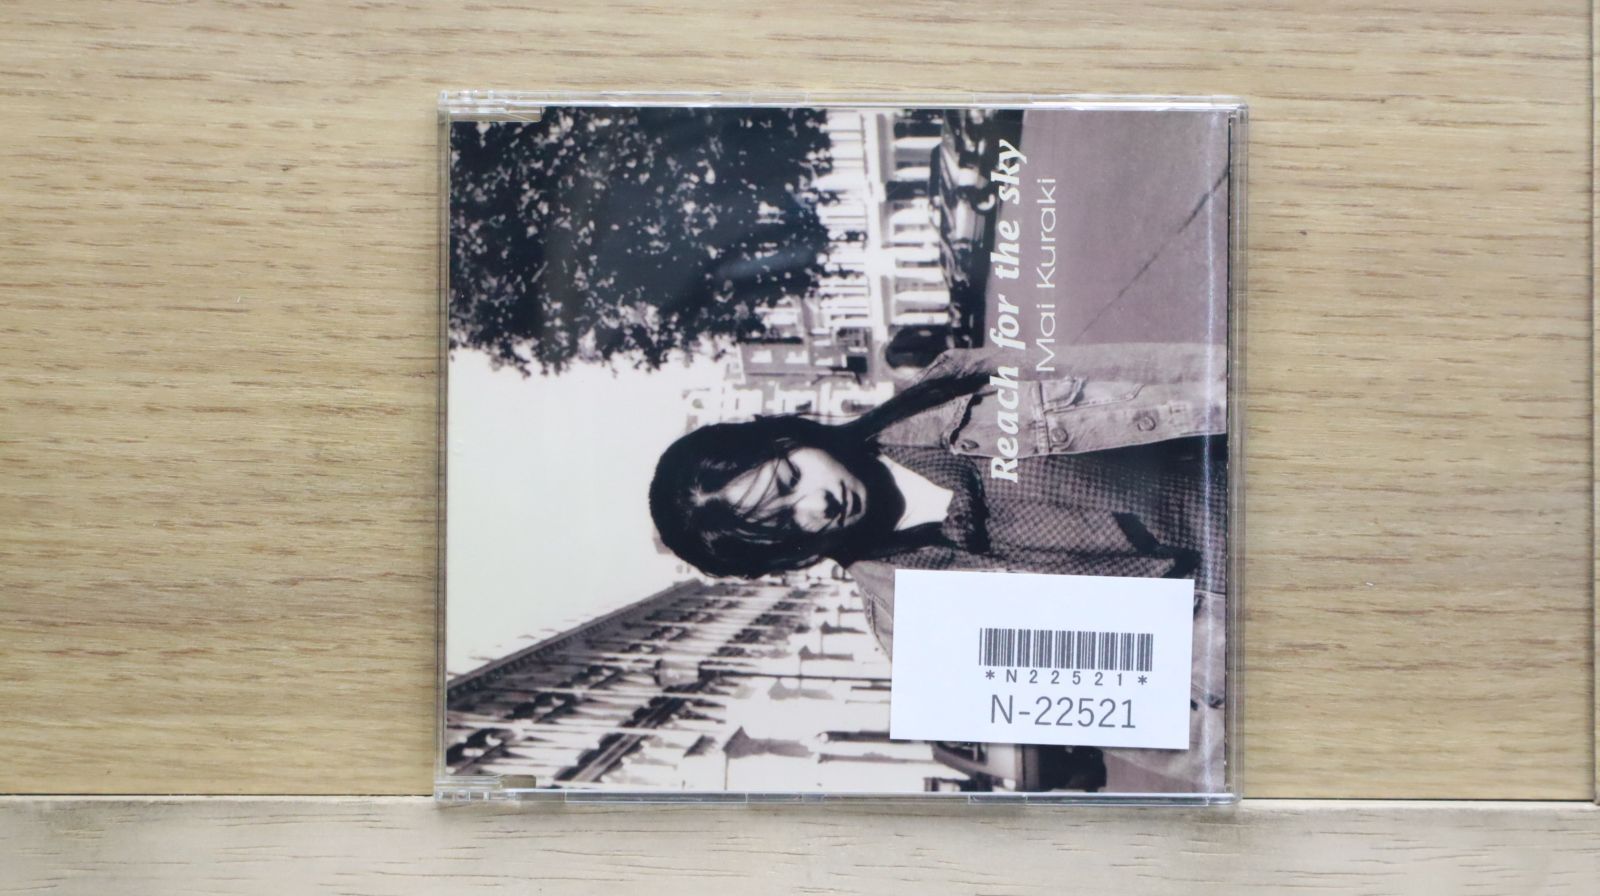 Reach for the sky
Mai Kuraki
*N22521*
N-22521